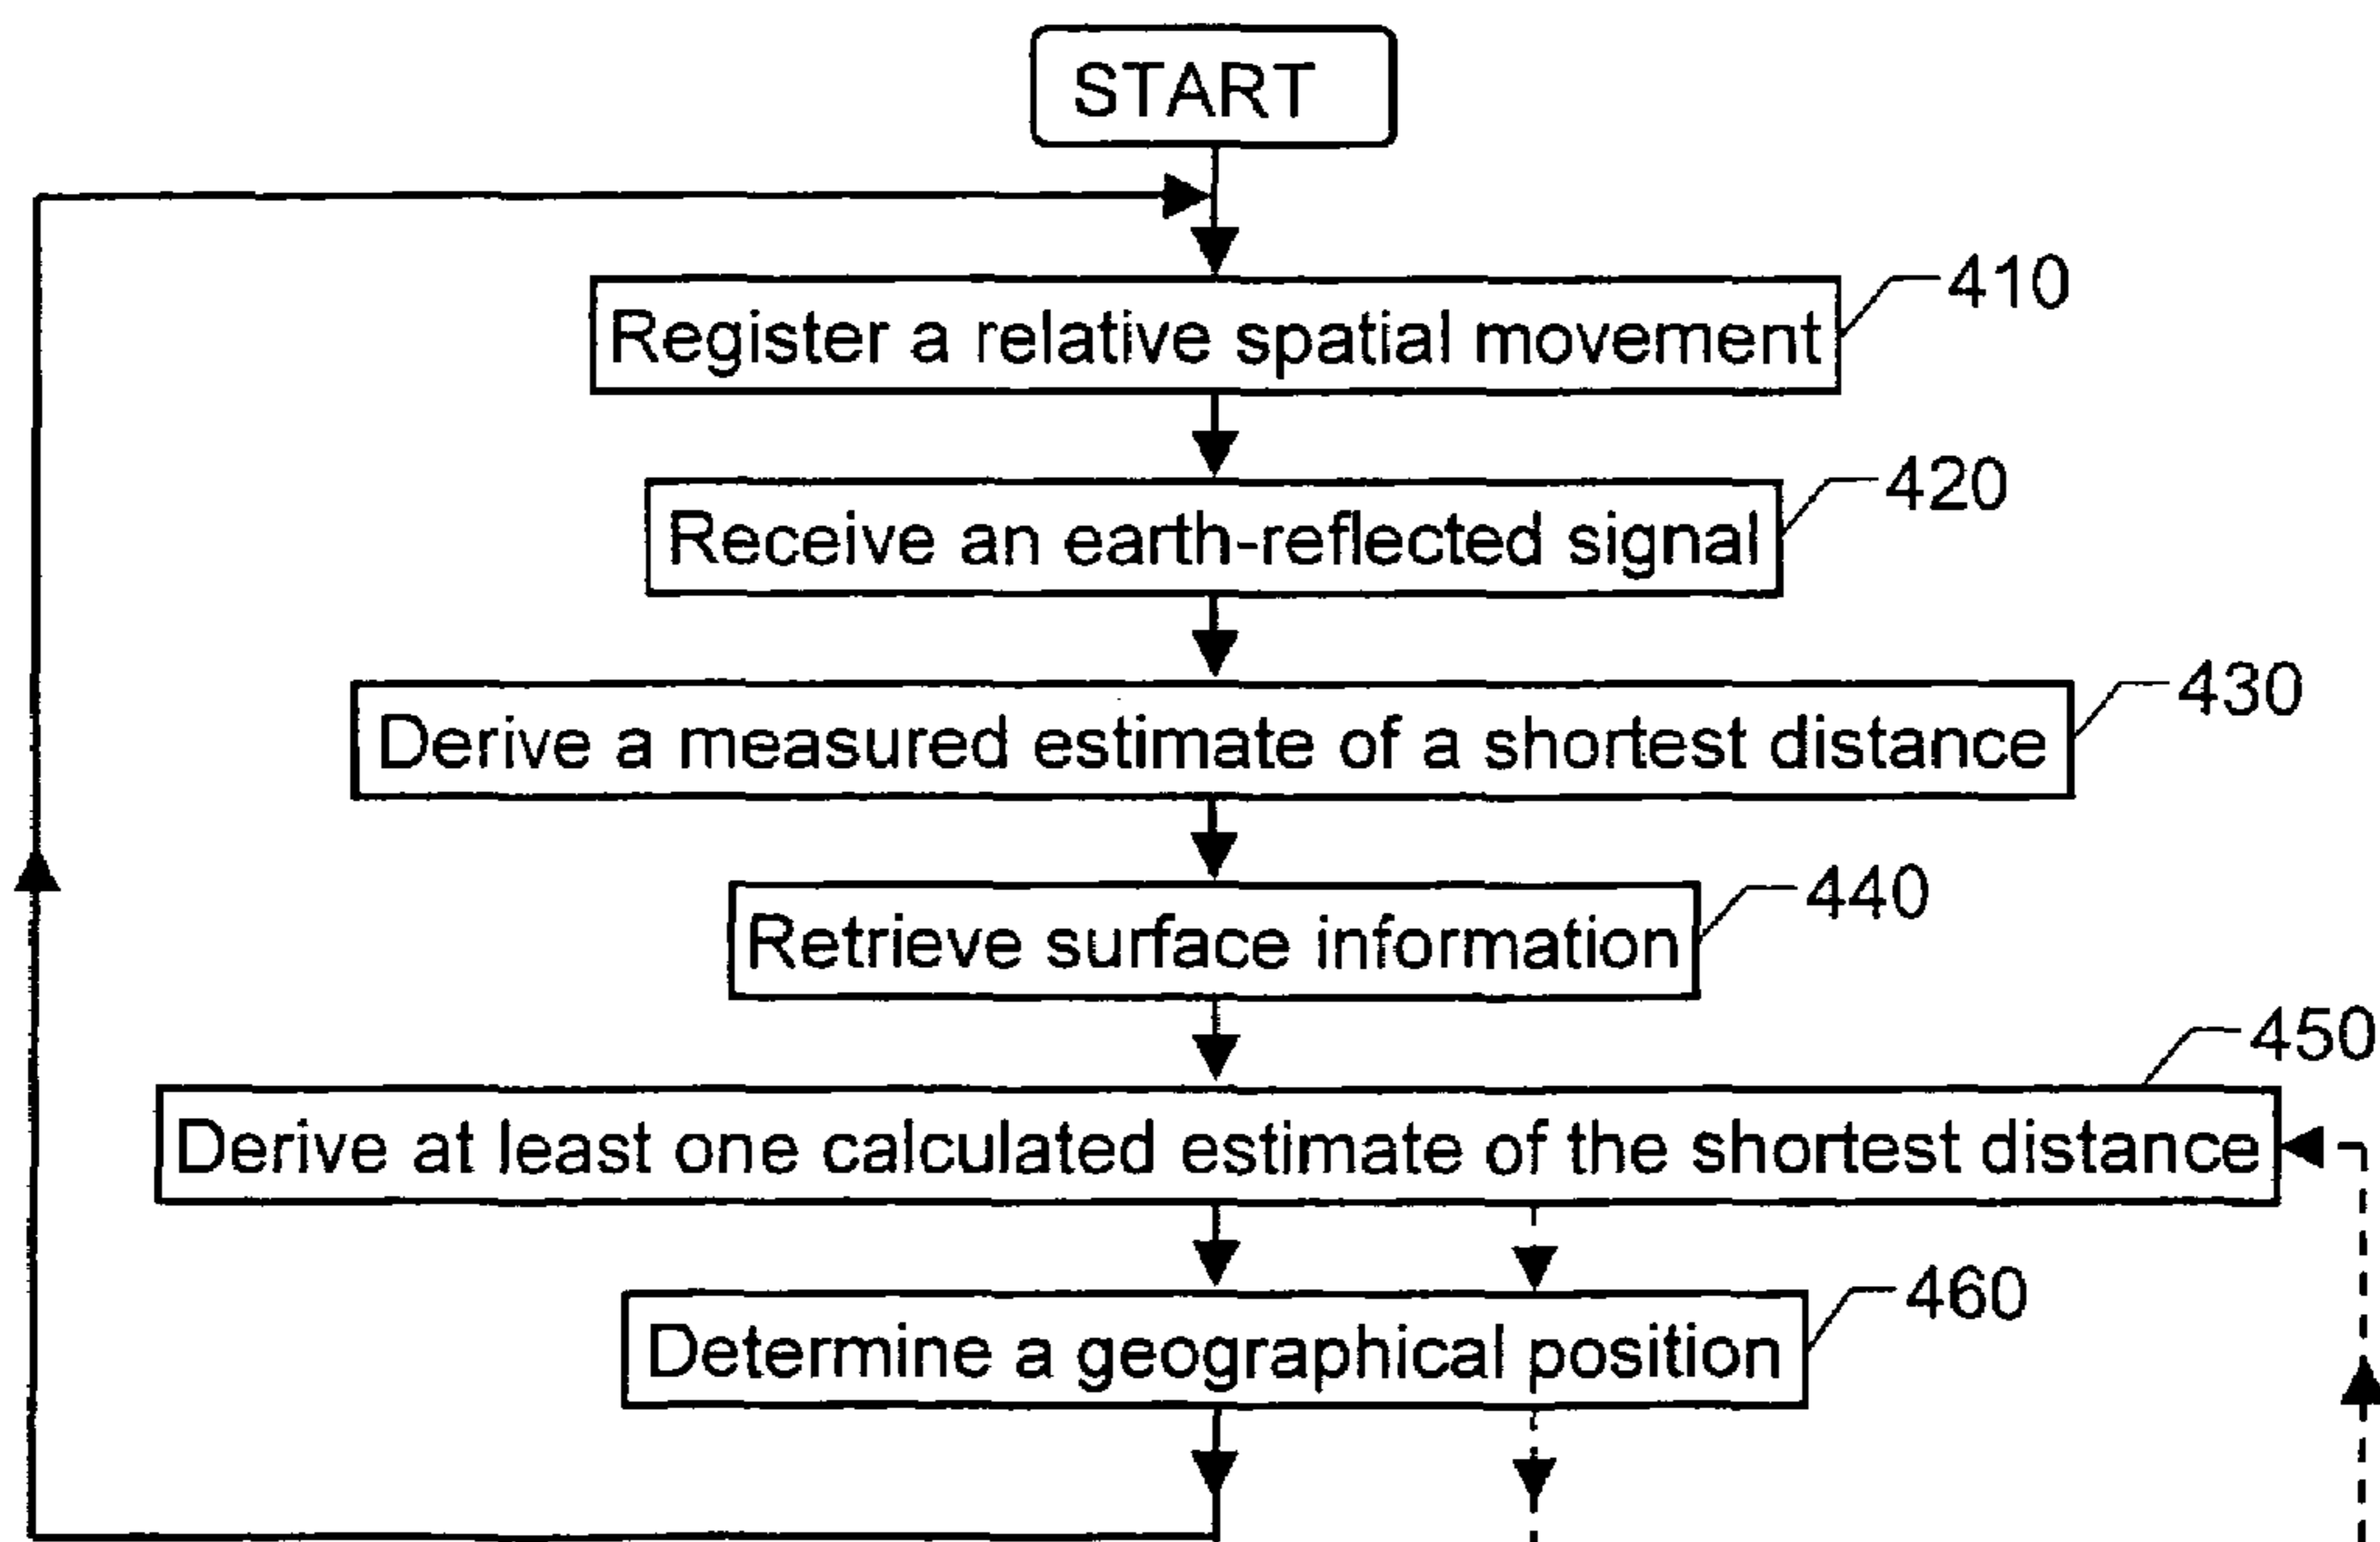 START
410
Register a relative spatial movement
420
Receive an earth-reflected signal
430
Derive a measured estimate of a shortest distance
440
Retrieve surface information
450
Derive at least one calculated estimate of the shortest distance
460
Determine a geographical position